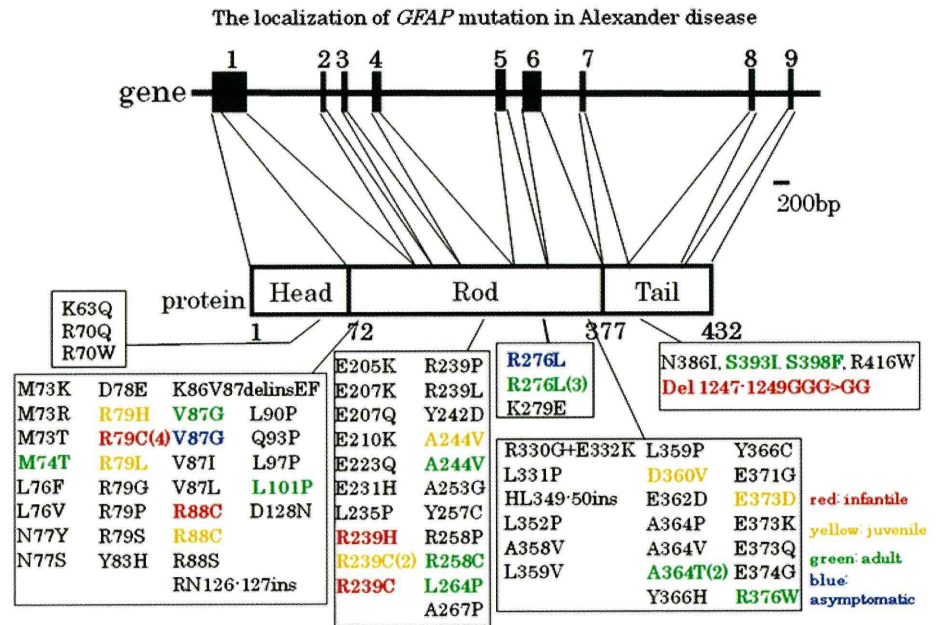 The localization of GFAP mutation in Alexander disease
1 2 3 4 5 6 7 8 9
gene
200bp
protein Head Rod Tail
1 72 377 432
K63Q
R70Q
R70W
M73K D78E K86V87delinsEF
M73R R79H V87G L90P
M73T R79C(4) V87G Q93P
M74T R79L V87I L97P
L76F R79G V87L L101P
L76V R79P R88C D128N
N77Y R79S R88C
N77S Y83H R88S
RN126-127ins
E205K R239P
E207K R239L
E207Q Y242D
E210K A244V
E223Q A244V
E231H A253G
L235P Y257C
R239H R258P
R239C(2) R258C
R239C L264P
A267P
R276L
R276L(3)
K279E
N386I, S393I, S398F, R416W
Del 1247-1249GGG>GG
R330G+E332K L359P Y366C
L331P D360V E371G
HL349-50ins E362D E373D
L352P A364P E373K
A358V A364V E373Q
L359V A364T(2) E374G
Y366H R376W
red: infantile
yellow: juvenile
green: adult
blue:
asymptomatic